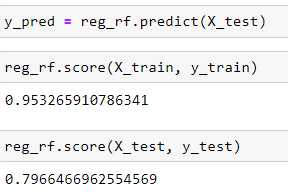 y_pred = reg_rf.predict(X_test)
reg_rf.score(X_train, y_train)
0.953265910786341
reg_rf.score(X_test, y_test)
0.7966466962554569